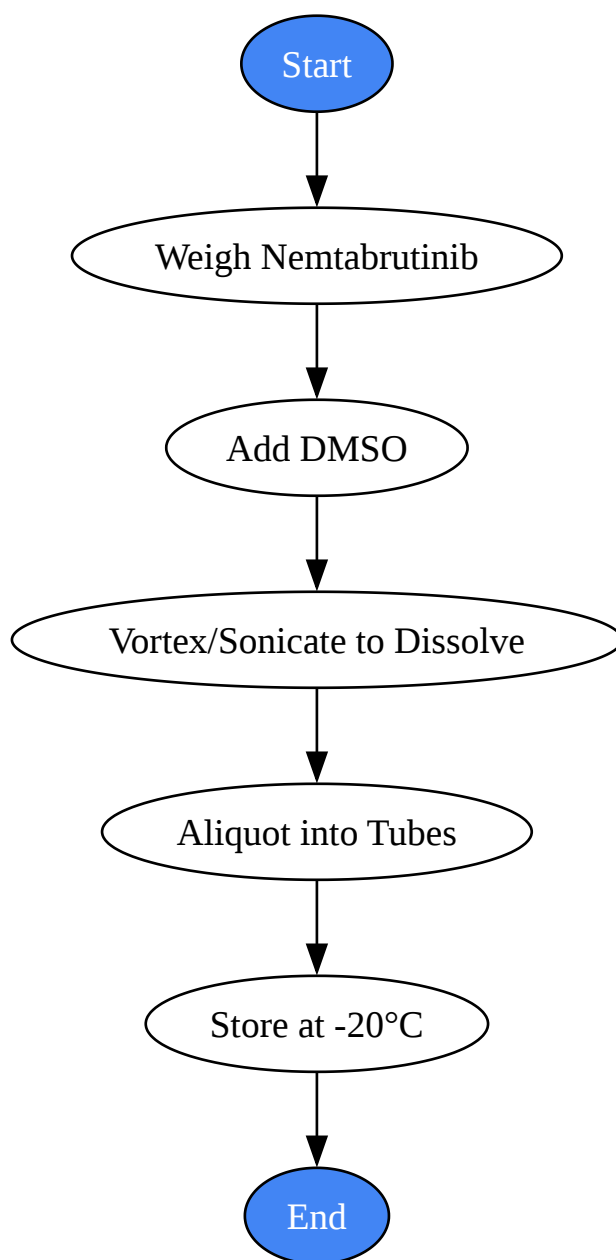 Start
Weigh Nemtabrutinib
Add DMSO
Vortex/Sonicate to Dissolve
Aliquot into Tubes
Store at -20°C
End